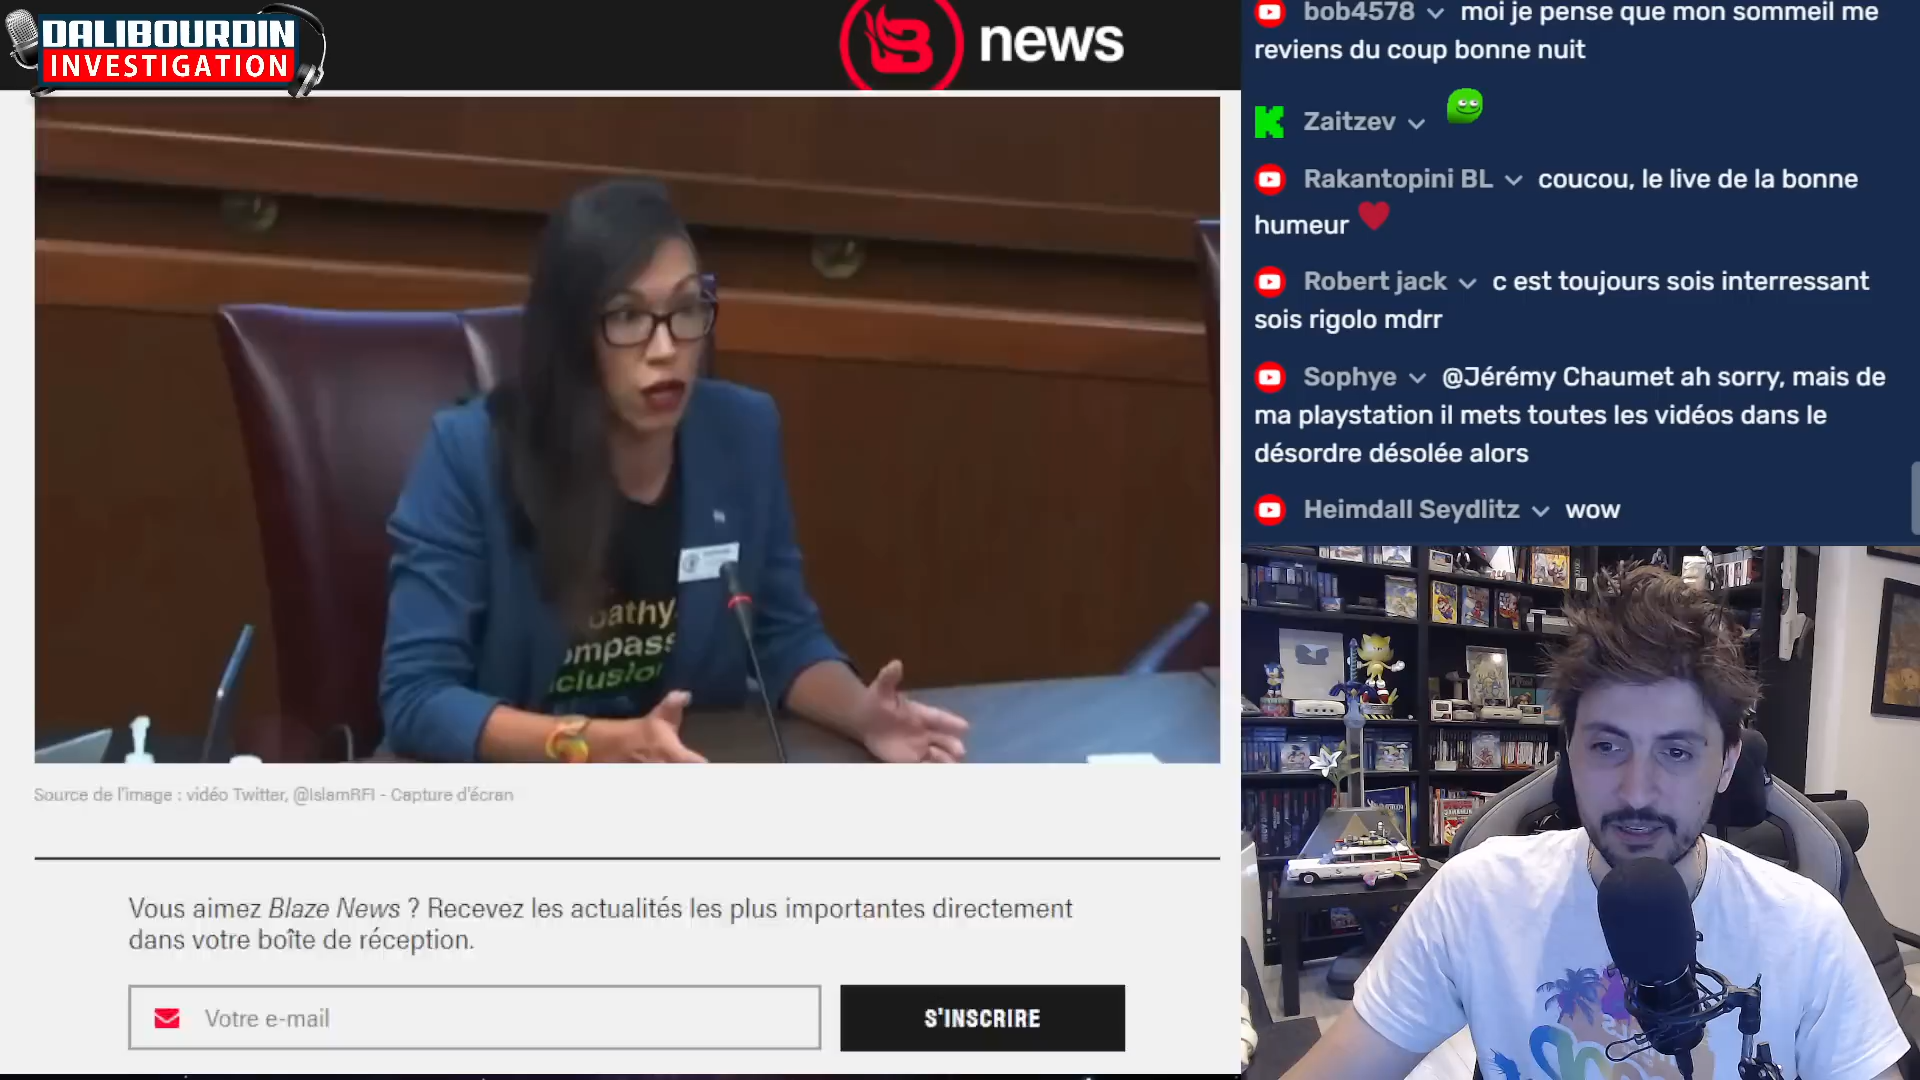 DALIBOURDIN
INVESTIGATION
news
pathy
ompass
clusion
Source de l'image : vidéo Twitter, @IslamRFI - Capture d'écran
Vous aimez Blaze News ? Recevez les actualités les plus importantes directement
dans votre boîte de réception.
Votre e-mail
S'INSCRIRE
bob4578 moi je pense que mon sommeil me
reviens du coup bonne nuit
Zaitzev
Rakantopini BL coucou, le live de la bonne
humeur
Robert jack c est toujours sois interressant
sois rigolo mdrr
Sophye @Jérémy Chaumet ah sorry, mais de
ma playstation il mets toutes les vidéos dans le
désordre désolée alors
Heimdall Seydlitz wow